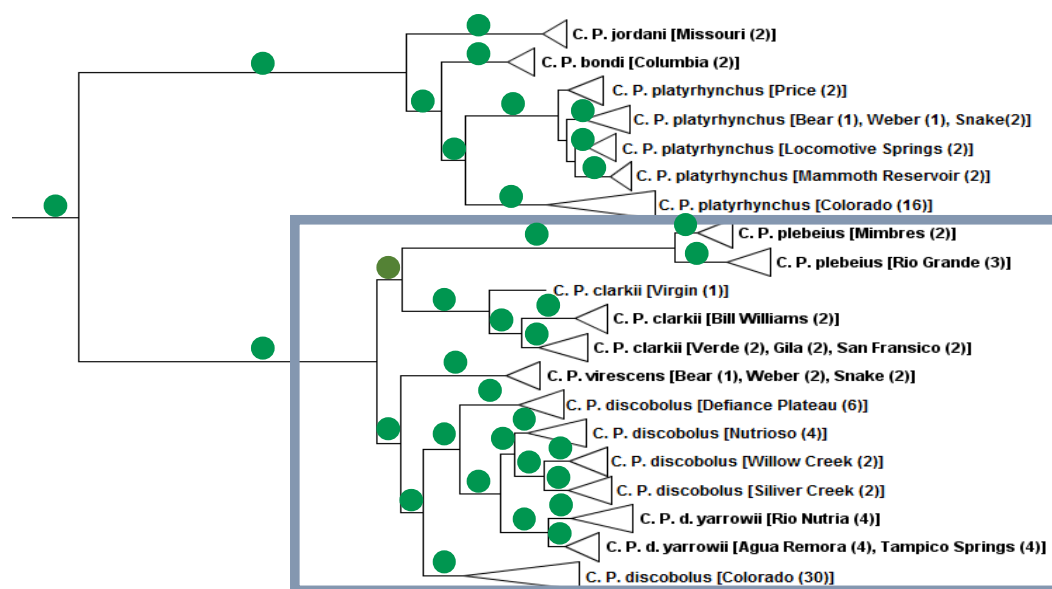 C. P. jordani [Missouri (2)]
C. P. bondi [Columbia (2)]
C. P. platyrhynchus [Price (2)]
C. P. platyrhynchus [Bear (1), Weber (1), Snake(2)]
C. P. platyrhynchus [Locomotive Springs (2)]
C. P. platyrhynchus [Mammoth Reservoir (2)]
C. P. platyrhynchus [Colorado (16)]
C. P. plebeius [Mimbres (2)]
C. P. plebeius [Rio Grande (3)]
C. P. clarkii [Virgin (1)]
C. P. clarkii [Bill Williams (2)]
C. P. clarkii [Verde (2), Gila (2), San Fransico (2)]
C. P. virescens [Bear (1), Weber (2), Snake (2)]
C. P. discobolus [Defiance Plateau (6)]
C. P. discobolus [Nutrioso (4)]
C. P. discobolus [Willow Creek (2)]
C. P. discobolus [Siliver Creek (2)]
C. P. d. yarrowii [Rio Nutria (4)]
C. P. d. yarrowii [Agua Remora (4), Tampico Springs (4)]
C. P. discobolus [Colorado (30)]